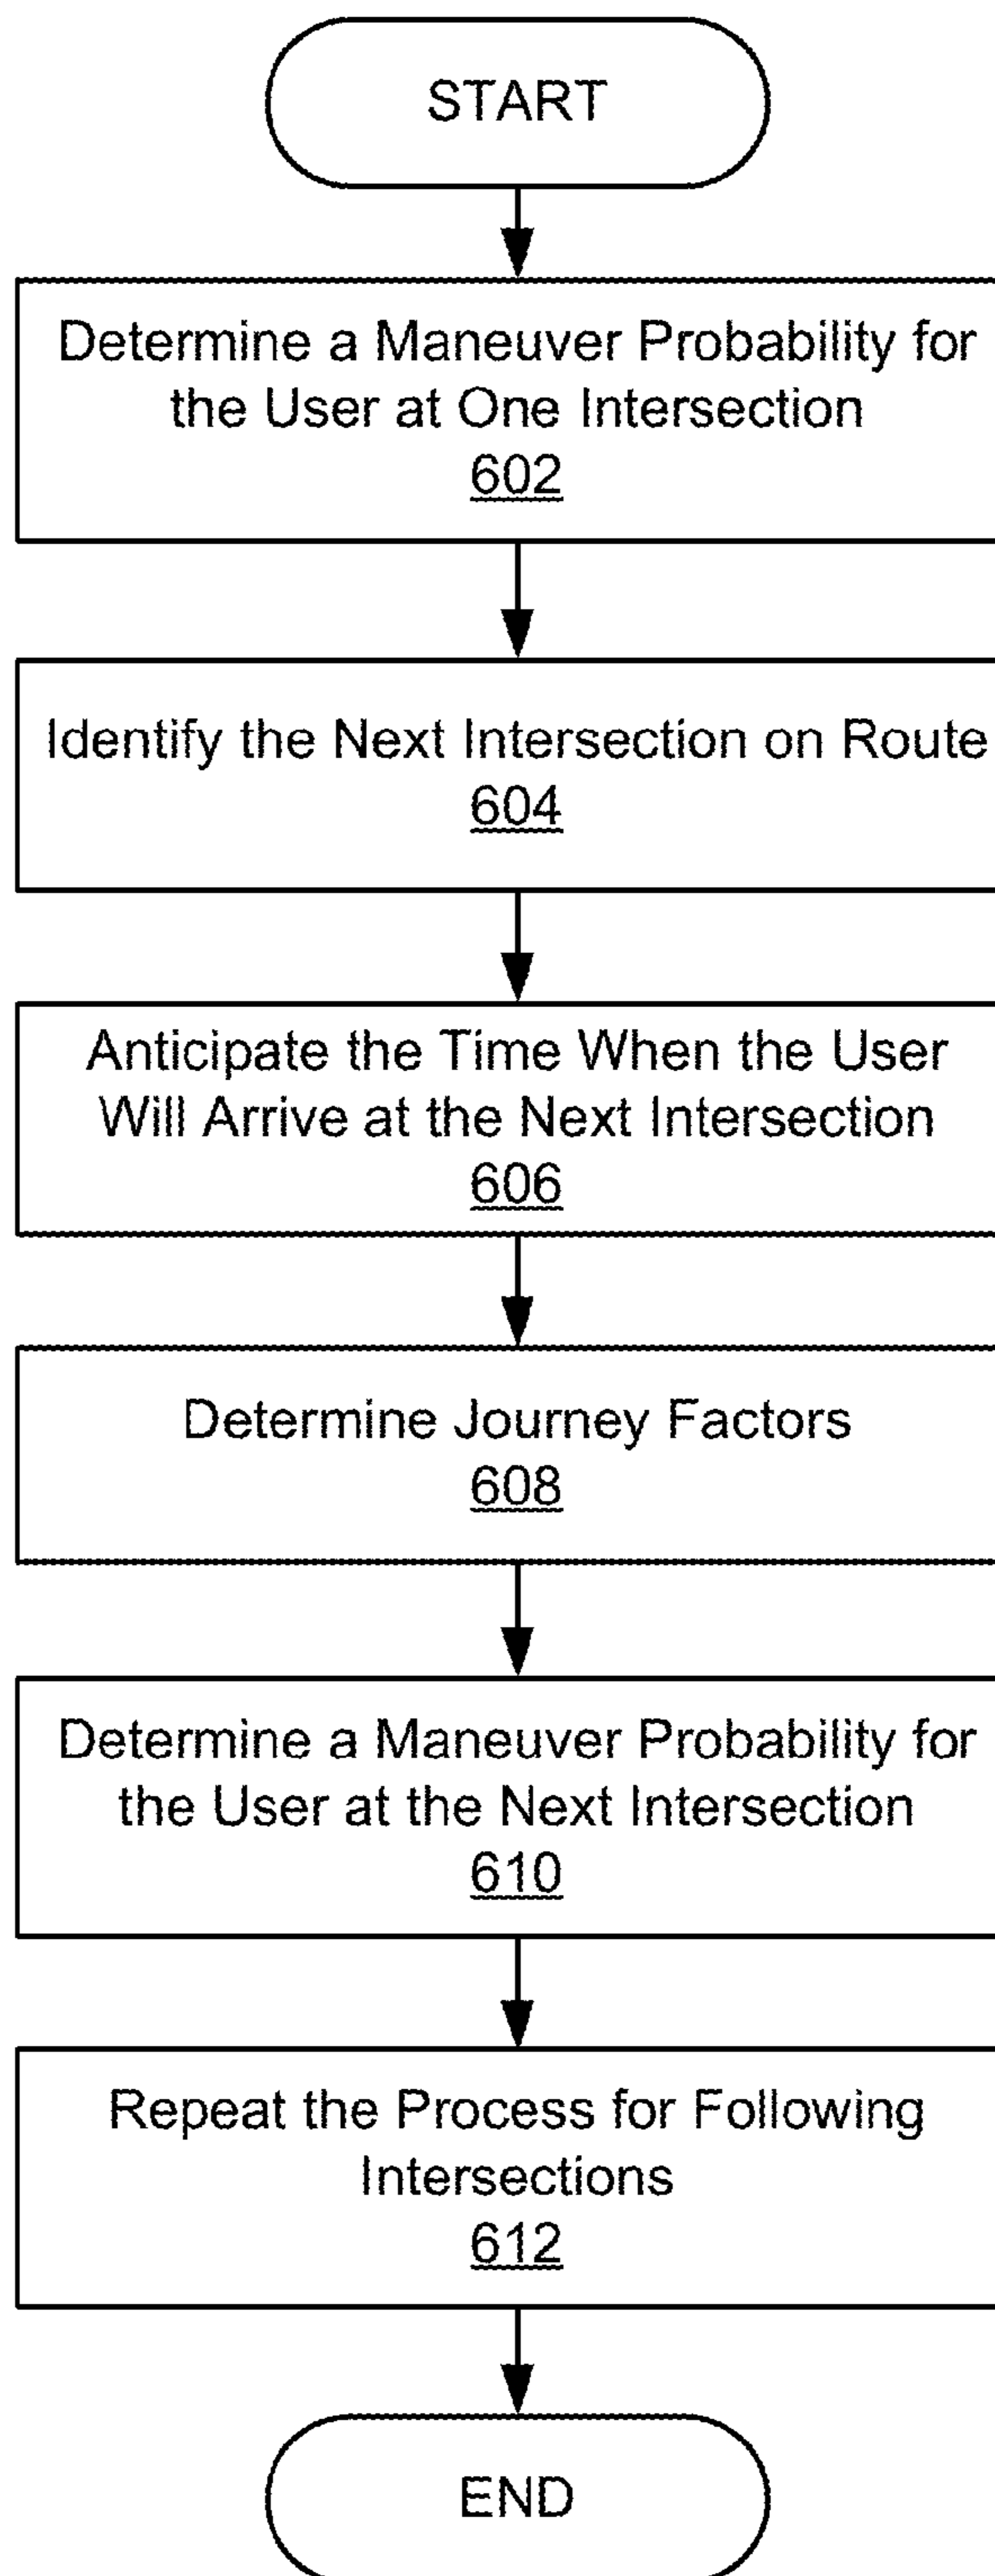 START
Determine a Maneuver Probability for
the User at One Intersection
602
Identify the Next Intersection on Route
604
Anticipate the Time When the User
Will Arrive at the Next Intersection
606
Determine Journey Factors
608
Determine a Maneuver Probability for
the User at the Next Intersection
610
Repeat the Process for Following
Intersections
612
END